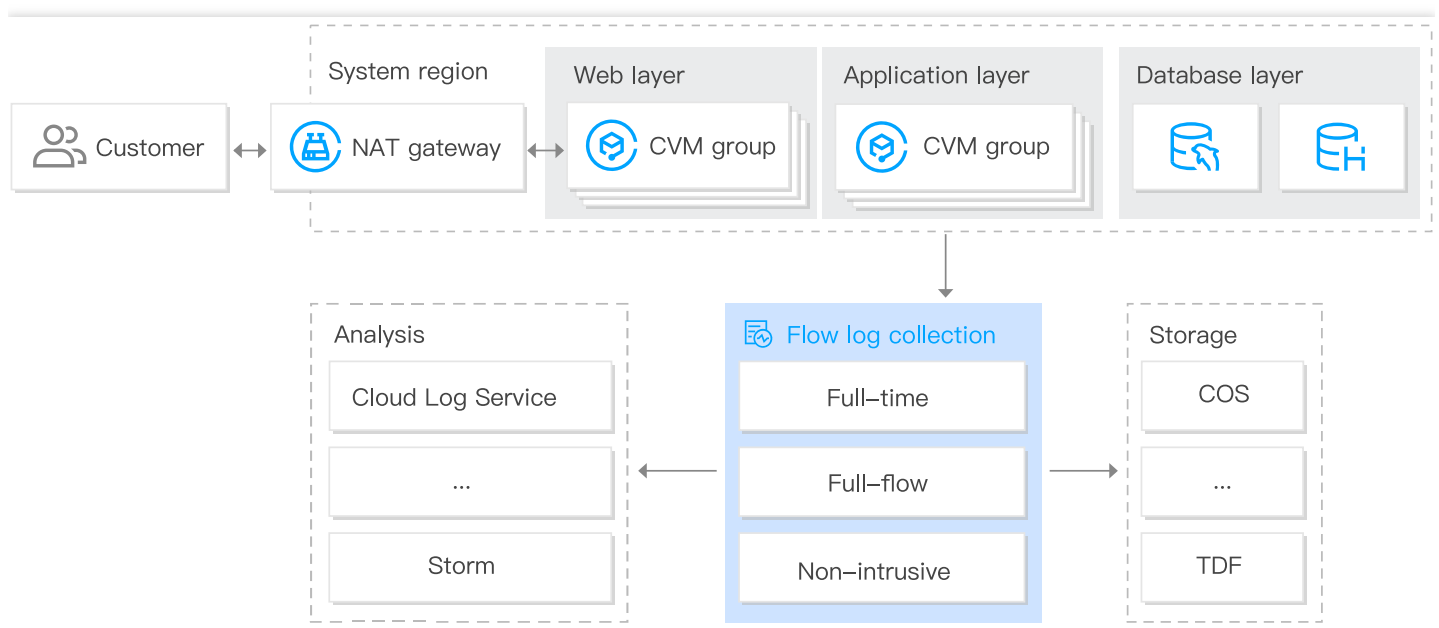 System region
Web layer
Application layer
Database layer
Customer
NAT gateway
CVM group
CVM group
Analysis
Cloud Log Service
...
Storm
Flow log collection
Full–time
Full–flow
Non–intrusive
Storage
COS
...
TDF